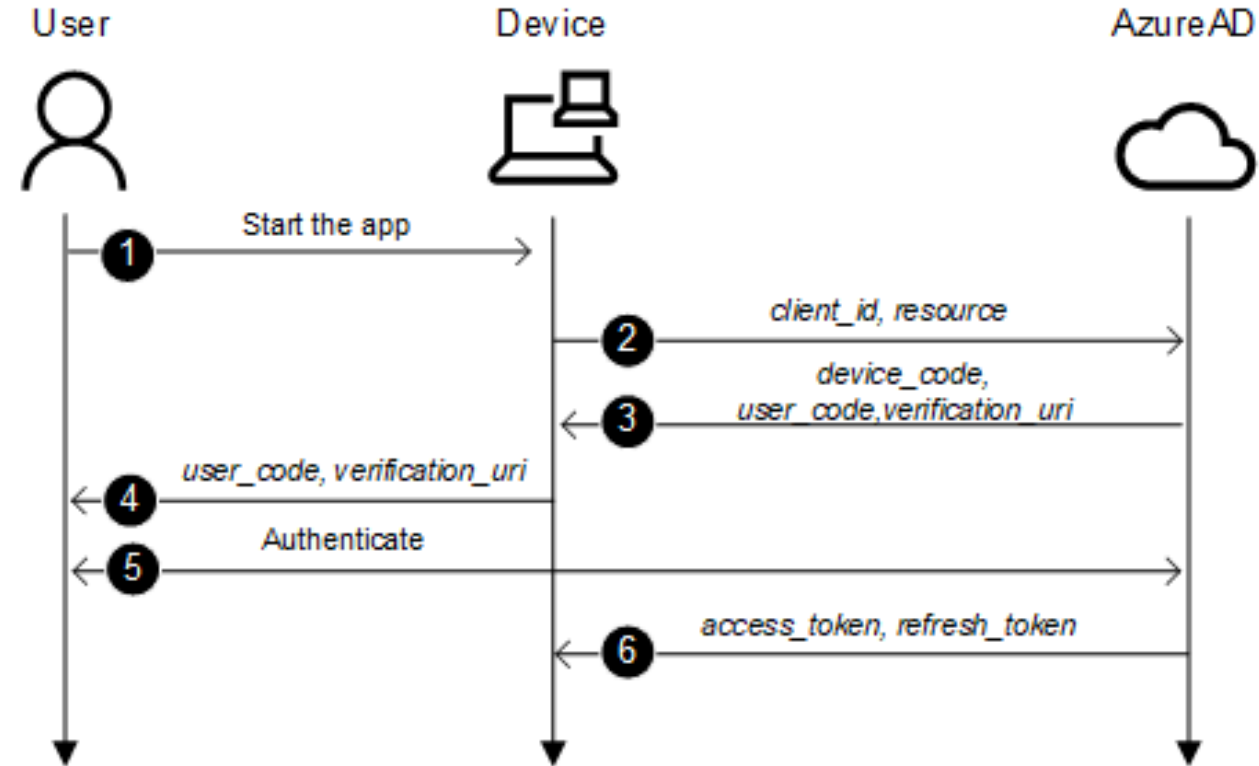 User
Device
AzureAD
Start the app
1
client_id, resource
2
device_code,
user_code,verification_uri
3
user_code, verification_uri
4
Authenticate
5
access_token, refresh_token
6